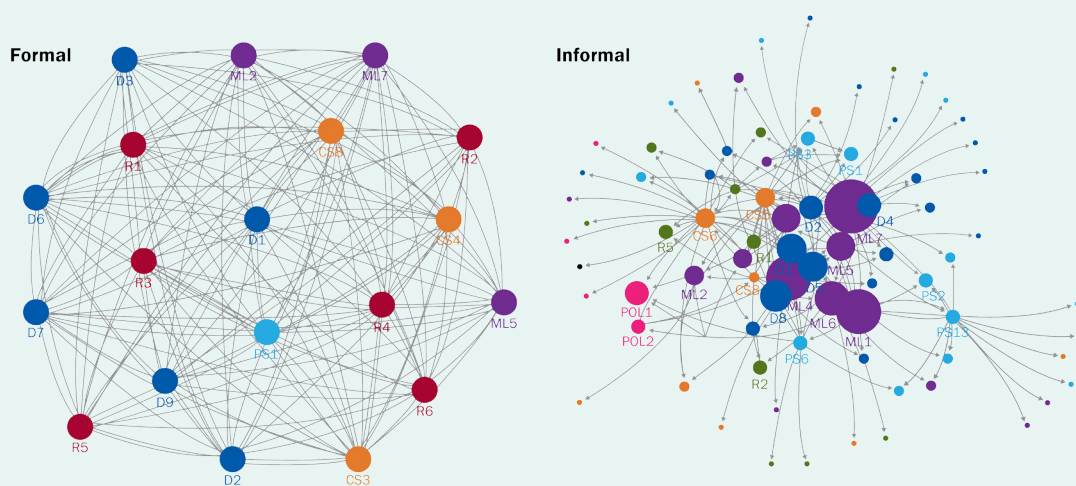 Formal
D3
ML2
ML7
CS8
R1
R2
D6
D1
CS4
R3
R4
ML5
D7
PS1
D9
R6
R5
D2
CS3
Informal
PS3
PS1
CS5
D2
D4
CS6
R5
R1
ML7
ML5
ML2
CS8
ML4
PS2
POL1
D8
ML6
ML1
PS13
POL2
PS6
R2